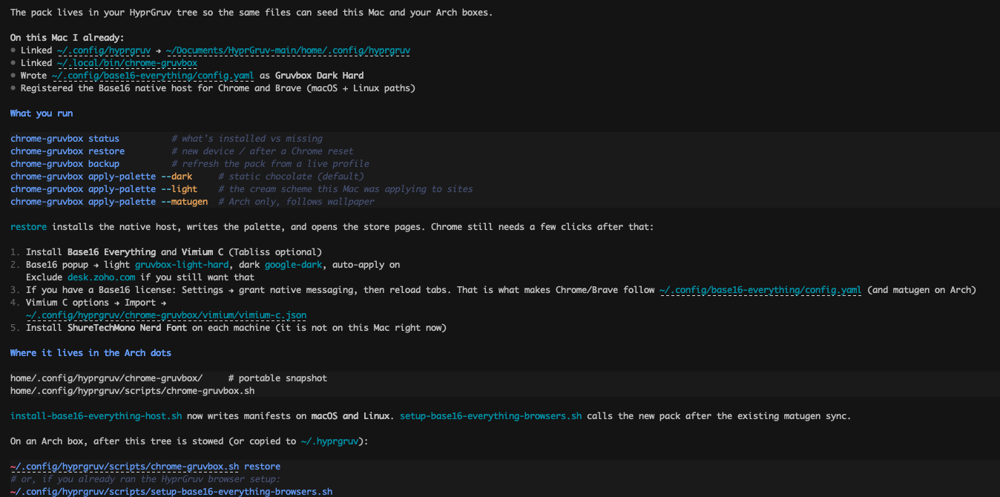 The pack lives in your HyprGruv tree so the same files can seed this Mac and your Arch boxes.
On this Mac I already:
• Linked ~/.config/hyprgruv → ~/Documents/HyprGruv-main/home/.config/hyprgruv
• Linked ~/.local/bin/chrome-gruvbox
• Wrote ~/.config/base16-everything/config.yaml as Gruvbox Dark Hard
• Registered the Base16 native host for Chrome and Brave (macOS + Linux paths)
What you run
chrome-gruvbox status # what's installed vs missing
chrome-gruvbox restore # new device / after a Chrome reset
chrome-gruvbox backup # refresh the pack from a live profile
chrome-gruvbox apply-palette --dark # static chocolate (default)
chrome-gruvbox apply-palette --light # the cream scheme this Mac was applying to sites
chrome-gruvbox apply-palette --matugen # Arch only, follows wallpaper
restore installs the native host, writes the palette, and opens the store pages. Chrome still needs a few clicks after that:
1. Install Base16 Everything and Vimium C (Tabliss optional)
2. Base16 popup → light gruvbox-light-hard, dark google-dark, auto-apply on
Exclude desk.zoho.com if you still want that
3. If you have a Base16 license: Settings → grant native messaging, then reload tabs. That is what makes Chrome/Brave follow ~/.config/base16-everything/config.yaml (and matugen on Arch)
4. Vimium C options → Import →
~/.config/hyprgruv/chrome-gruvbox/vimium/vimium-c.json
5. Install ShureTechMono Nerd Font on each machine (it is not on this Mac right now)
Where it lives in the Arch dots
home/.config/hyprgruv/chrome-gruvbox/ # portable snapshot
home/.config/hyprgruv/scripts/chrome-gruvbox.sh
install-base16-everything-host.sh now writes manifests on macOS and Linux. setup-base16-everything-browsers.sh calls the new pack after the existing matugen sync.
On an Arch box, after this tree is stowed (or copied to ~/.hyprgruv):
~/.config/hyprgruv/scripts/chrome-gruvbox.sh restore
# or, if you already ran the HyprGruv browser setup:
~/.config/hyprgruv/scripts/setup-base16-everything-browsers.sh